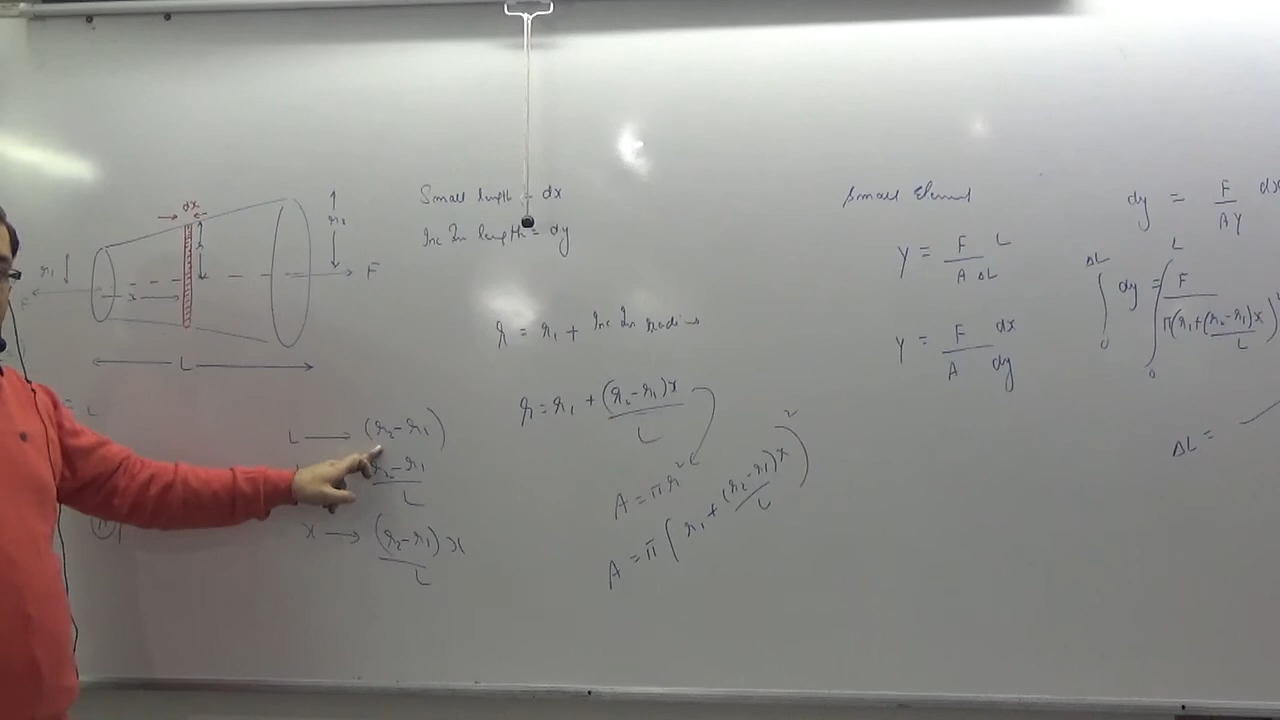 dx
r₁
r₂
r
F
F
x
L
Small length = dx
Inc In length = dy
r = r₁ + Inc In radius
r = r₁ + (r₂-r₁)x/L
L → (r₂-r₁)
r₂-r₁/L
x → (r₂-r₁)x/L
A = πr²
A = π(r₁+(r₂-r₁)x/L)²
Small Element
Y = F/A L/ΔL
Y = F/A dx/dy
dy = F/AY dx
∫₀^ΔL dy = ∫₀^L F/π(r₁+(r₂-r₁)x/L)
ΔL =